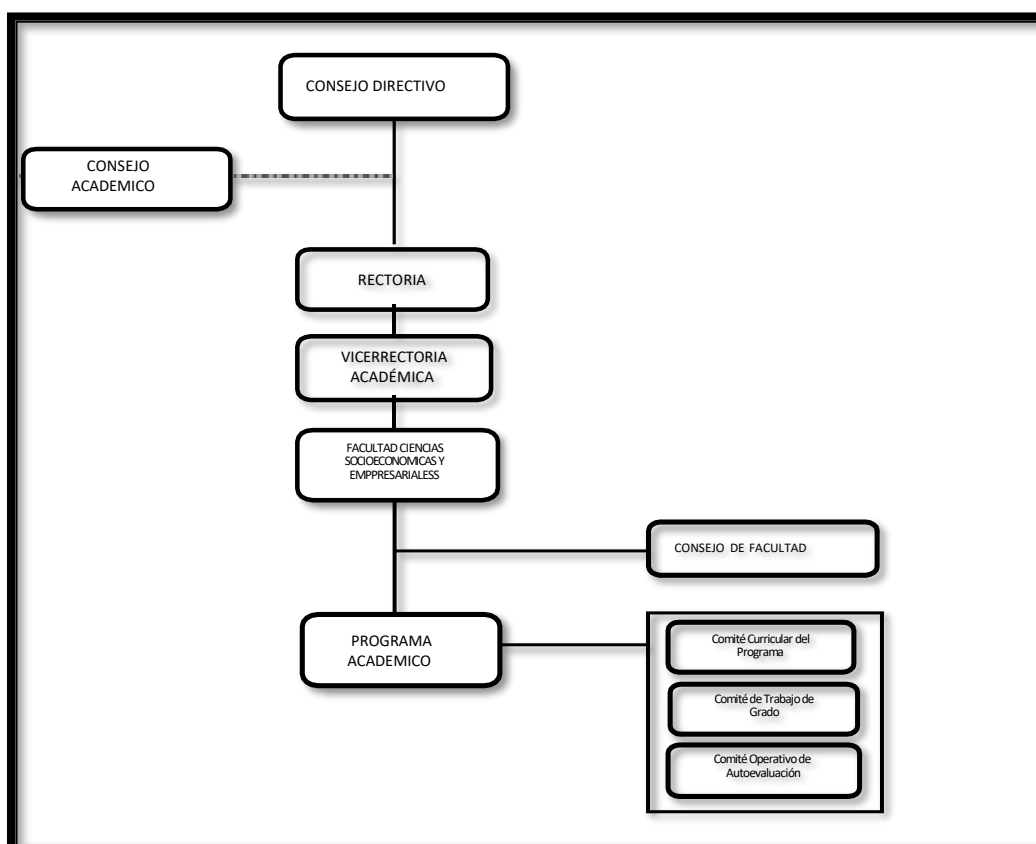 CONSEJO DIRECTIVO
CONSEJO
ACADEMICO
RECTORIA
VICERRECTORIA
ACADÉMICA
FACULTAD CIENCIAS
SOCIOECONOMICAS Y
EMPPRESARIALESS
CONSEJO DE FACULTAD
PROGRAMA
ACADEMICO
Comité Curricular del
Programa
Comité de Trabajo de
Grado
Comité Operativo de
Autoevaluación